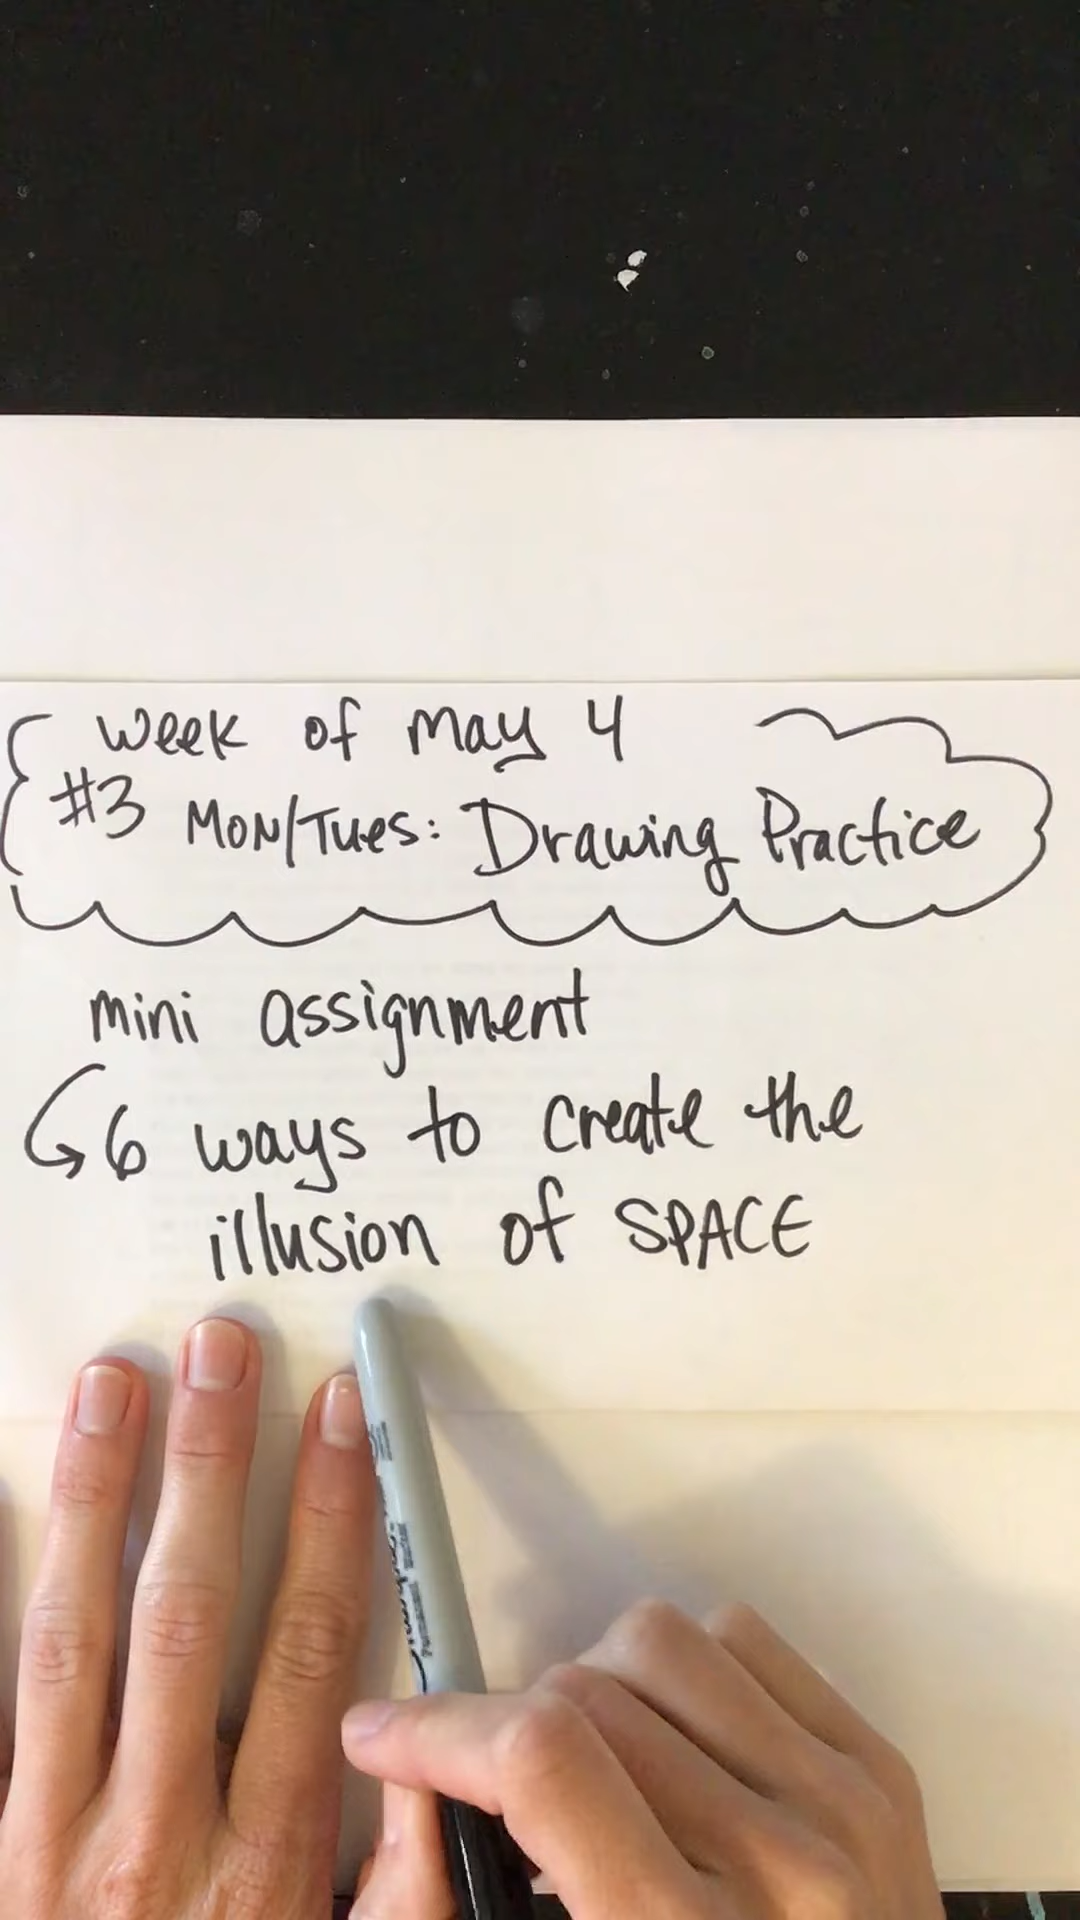 week of may 4
#3 Mon/Tues: Drawing Practice
mini assignment
6 ways to create the
illusion of SPACE